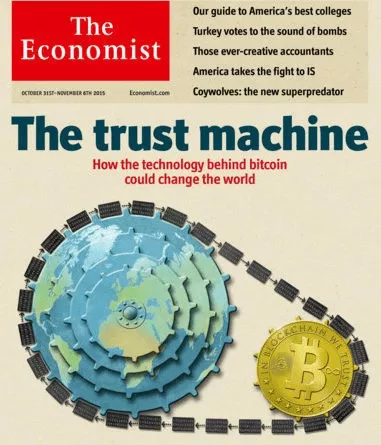 The
Economist
OCTOBER 31ST–NOVEMBER 6TH 2015
Economist.com
Our guide to America's best colleges
Turkey votes to the sound of bombs
Those ever-creative accountants
America takes the fight to IS
Coywolves: the new superpredator
The trust machine
How the technology behind bitcoin
could change the world
IN BLOCKCHAIN WE TRUST